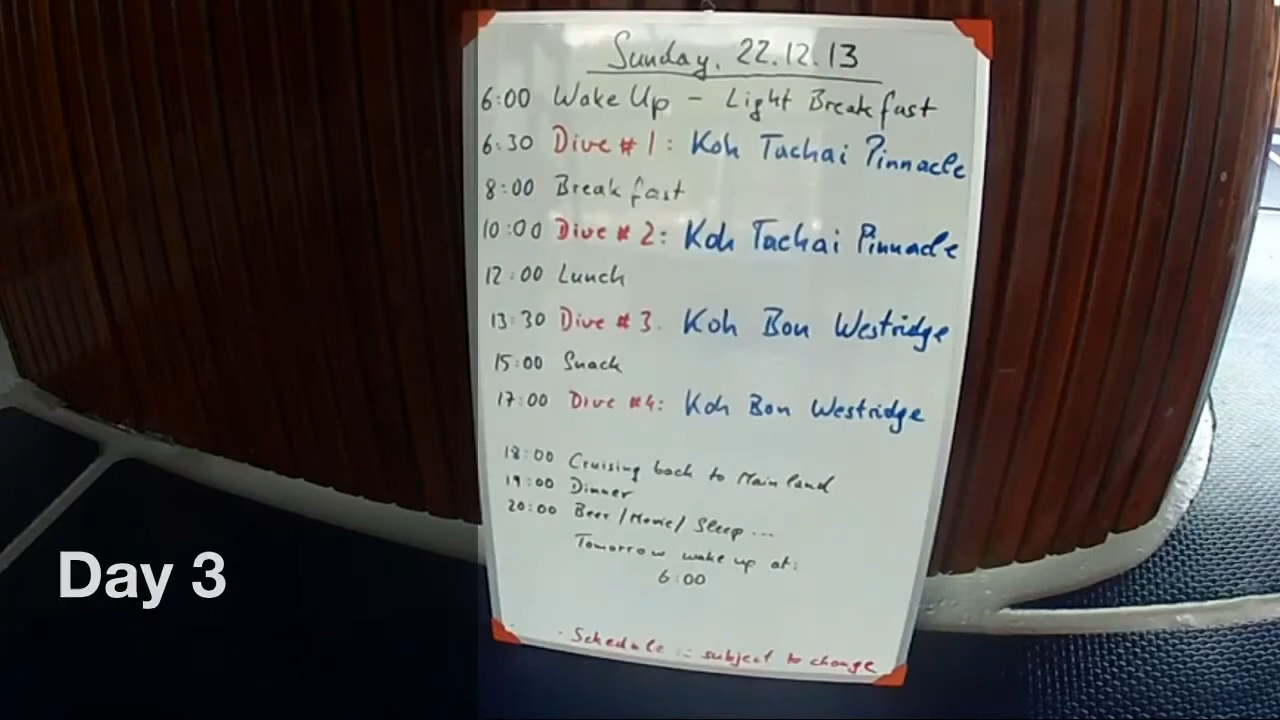 Sunday, 22.12.13
6:00 Wake Up - Light Breakfast
6:30 Dive #1: Koh Tachai Pinnacle
8:00 Breakfast
10:00 Dive #2: Koh Tachai Pinnacle
12:00 Lunch
13:30 Dive #3. Koh Bon Westridge
15:00 Snack
17:00 Dive #4: Koh Bon Westridge
18:00 Cruising back to Mainland
19:00 Dinner
20:00 Beer/Movie/Sleep...
Tomorrow wake up at:
6:00
- Schedule is subject to change
Day 3